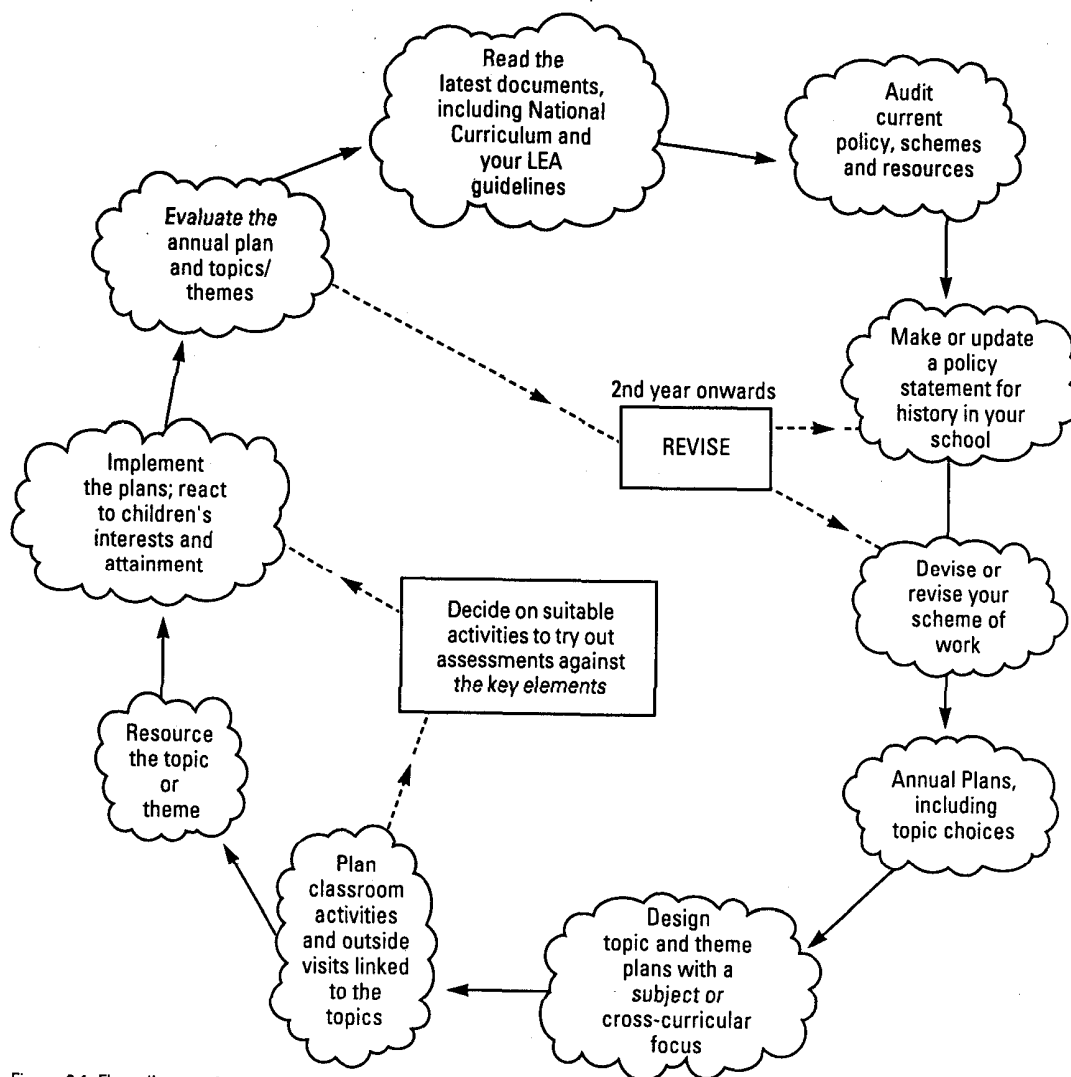 Read the
latest documents,
including National
Curriculum and
your LEA
guidelines
Audit
current
policy, schemes
and resources
Make or update
a policy
statement for
history in your
school
Devise or
revise your
scheme of
work
Annual Plans,
including
topic choices
Design
topic and theme
plans with a
subject or
cross-curricular
focus
Plan
classroom
activities
and outside
visits linked
to the
topics
Resource
the topic
or
theme
Implement
the plans; react
to children's
interests and
attainment
Evaluate the
annual plan
and topics/
themes
2nd year onwards
REVISE
Decide on suitable
activities to try out
assessments against
the key elements